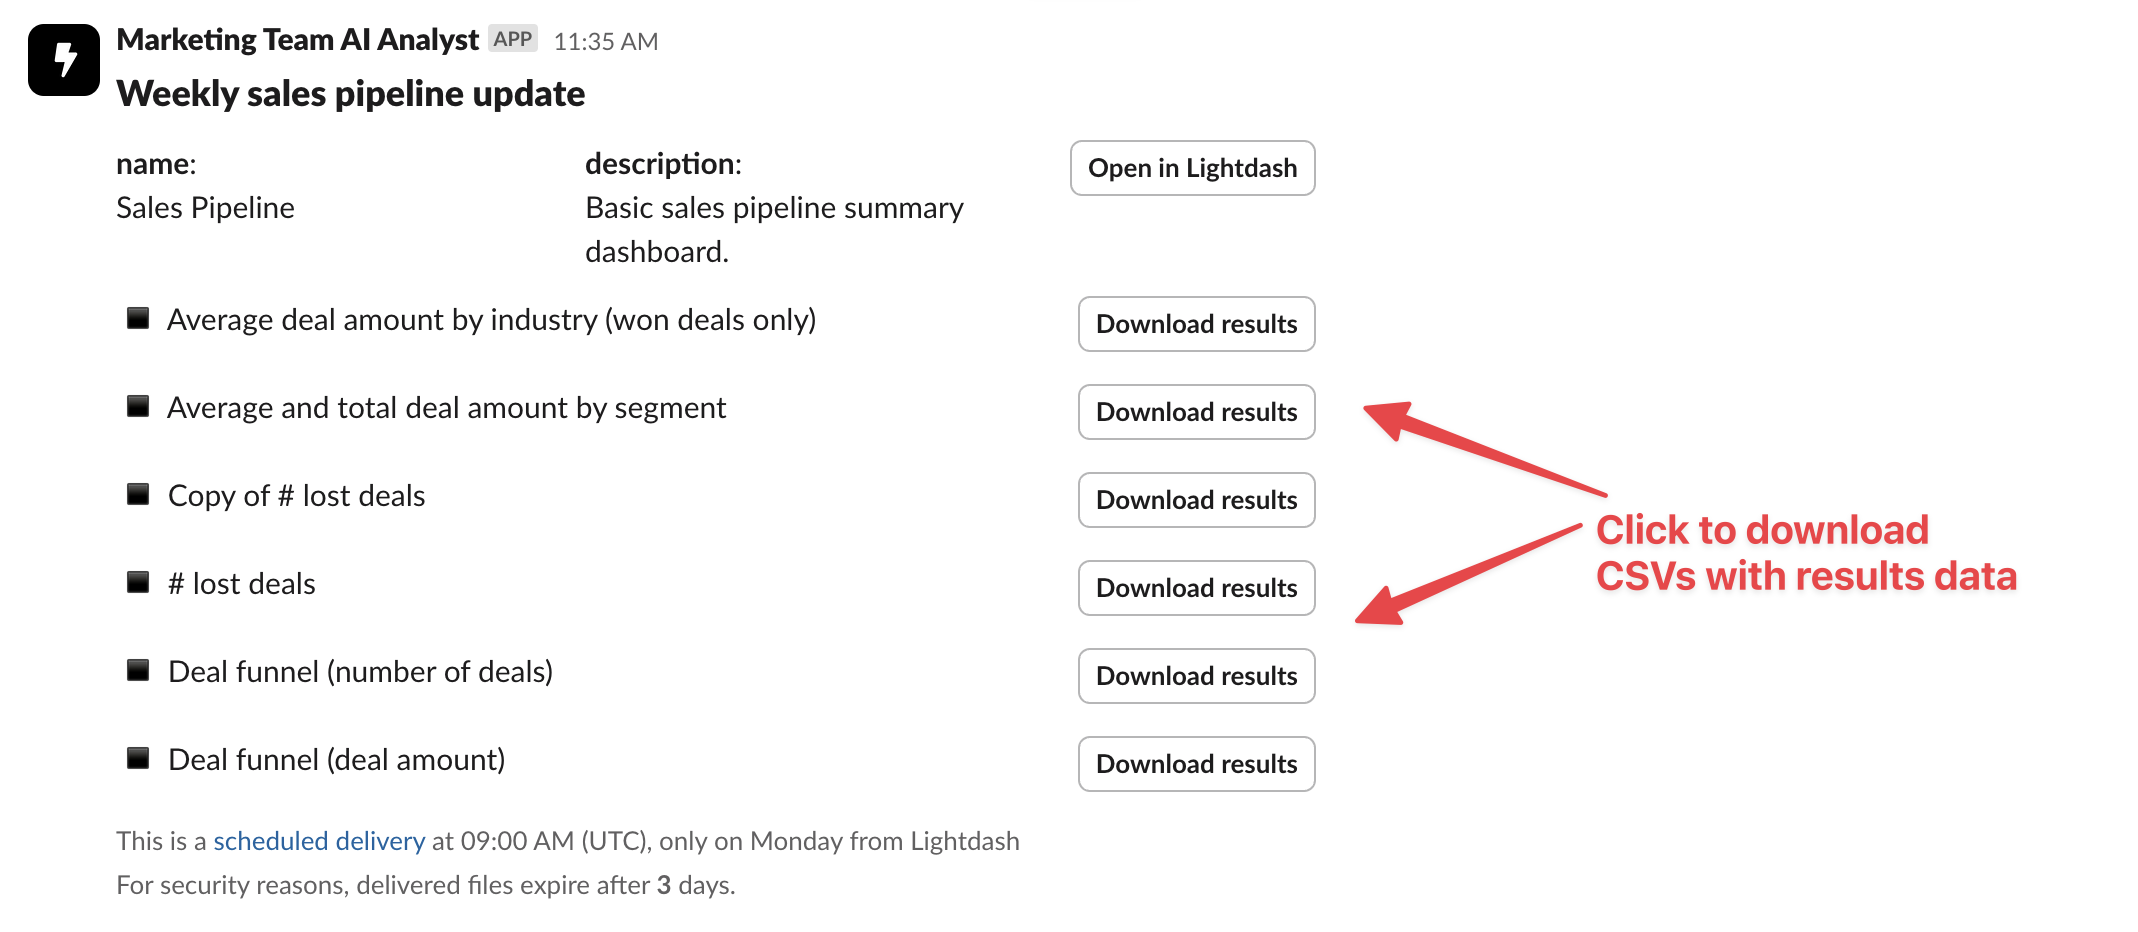 Marketing Team AI Analyst APP 11:35 AM
Weekly sales pipeline update
name:
Sales Pipeline
description:
Basic sales pipeline summary
dashboard.
Open in Lightdash
Average deal amount by industry (won deals only)
Download results
Average and total deal amount by segment
Download results
Copy of # lost deals
Download results
# lost deals
Download results
Deal funnel (number of deals)
Download results
Deal funnel (deal amount)
Download results
Click to download
CSVs with results data
This is a scheduled delivery at 09:00 AM (UTC), only on Monday from Lightdash
For security reasons, delivered files expire after 3 days.